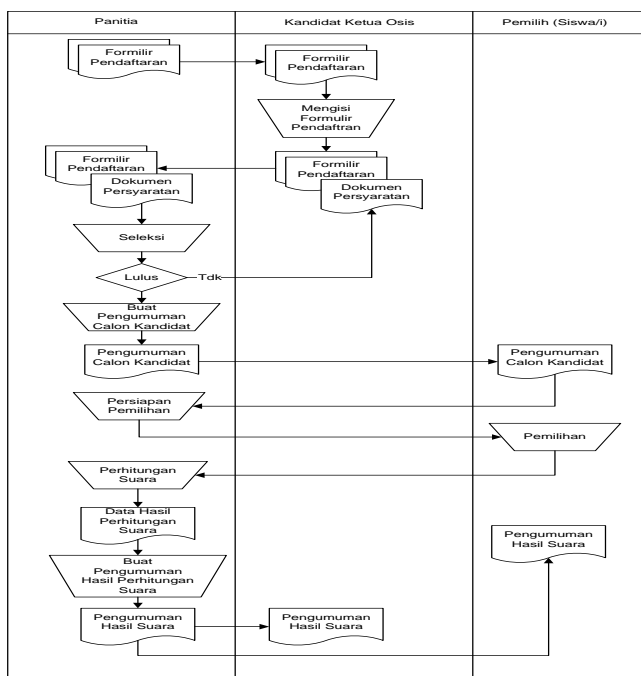 Panitia
Kandidat Ketua Osis
Pemilih (Siswa/i)
Formilir
Pendaftaran
Formilir
Pendaftaran
Mengisi
Formulir
Pendaftran
Formilir
Pendaftaran
Dokumen
Persyaratan
Formilir
Pendaftaran
Dokumen
Persyaratan
Seleksi
Lulus
Tdk
Buat
Pengumuman
Calon Kandidat
Pengumuman
Calon Kandidat
Pengumuman
Calon Kandidat
Persiapan
Pemilihan
Pemilihan
Perhitungan
Suara
Data Hasil
Perhitungan
Suara
Buat
Pengumuman
Hasil Perhitungan
Suara
Pengumuman
Hasil Suara
Pengumuman
Hasil Suara
Pengumuman
Hasil Suara